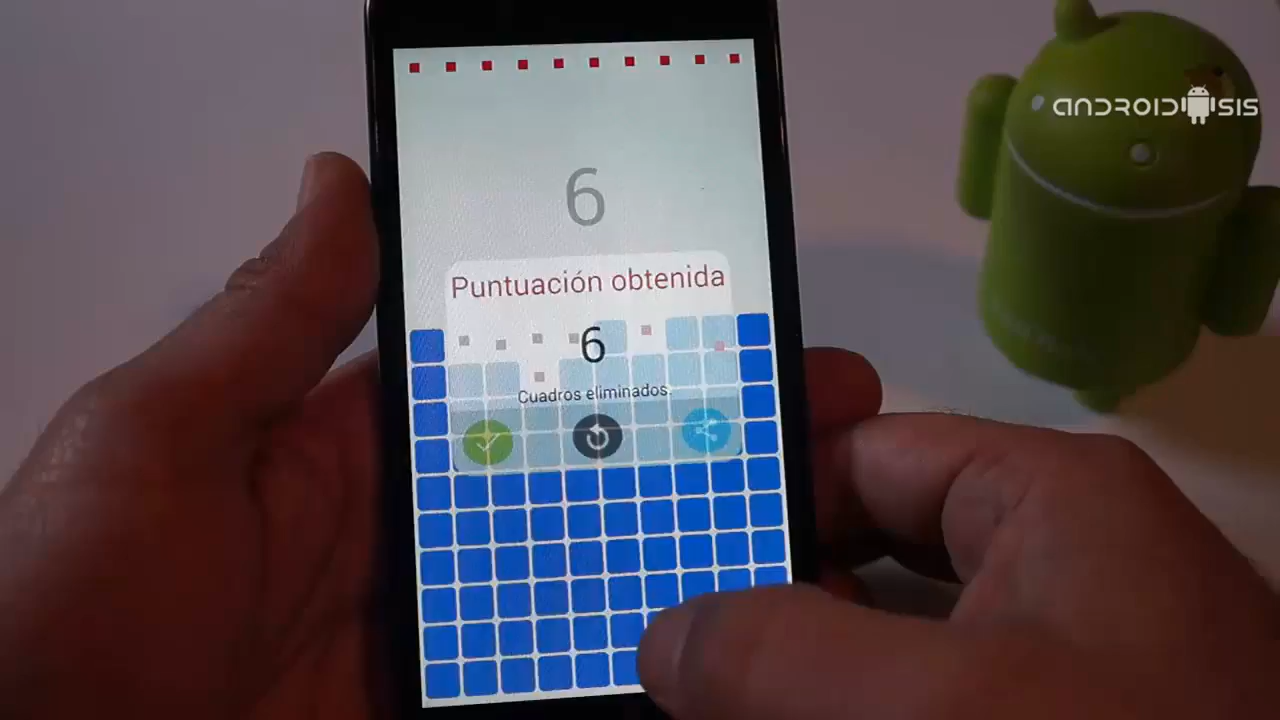 ANDROIDSIS
6
Puntuación obtenida
6
Cuadros eliminados.